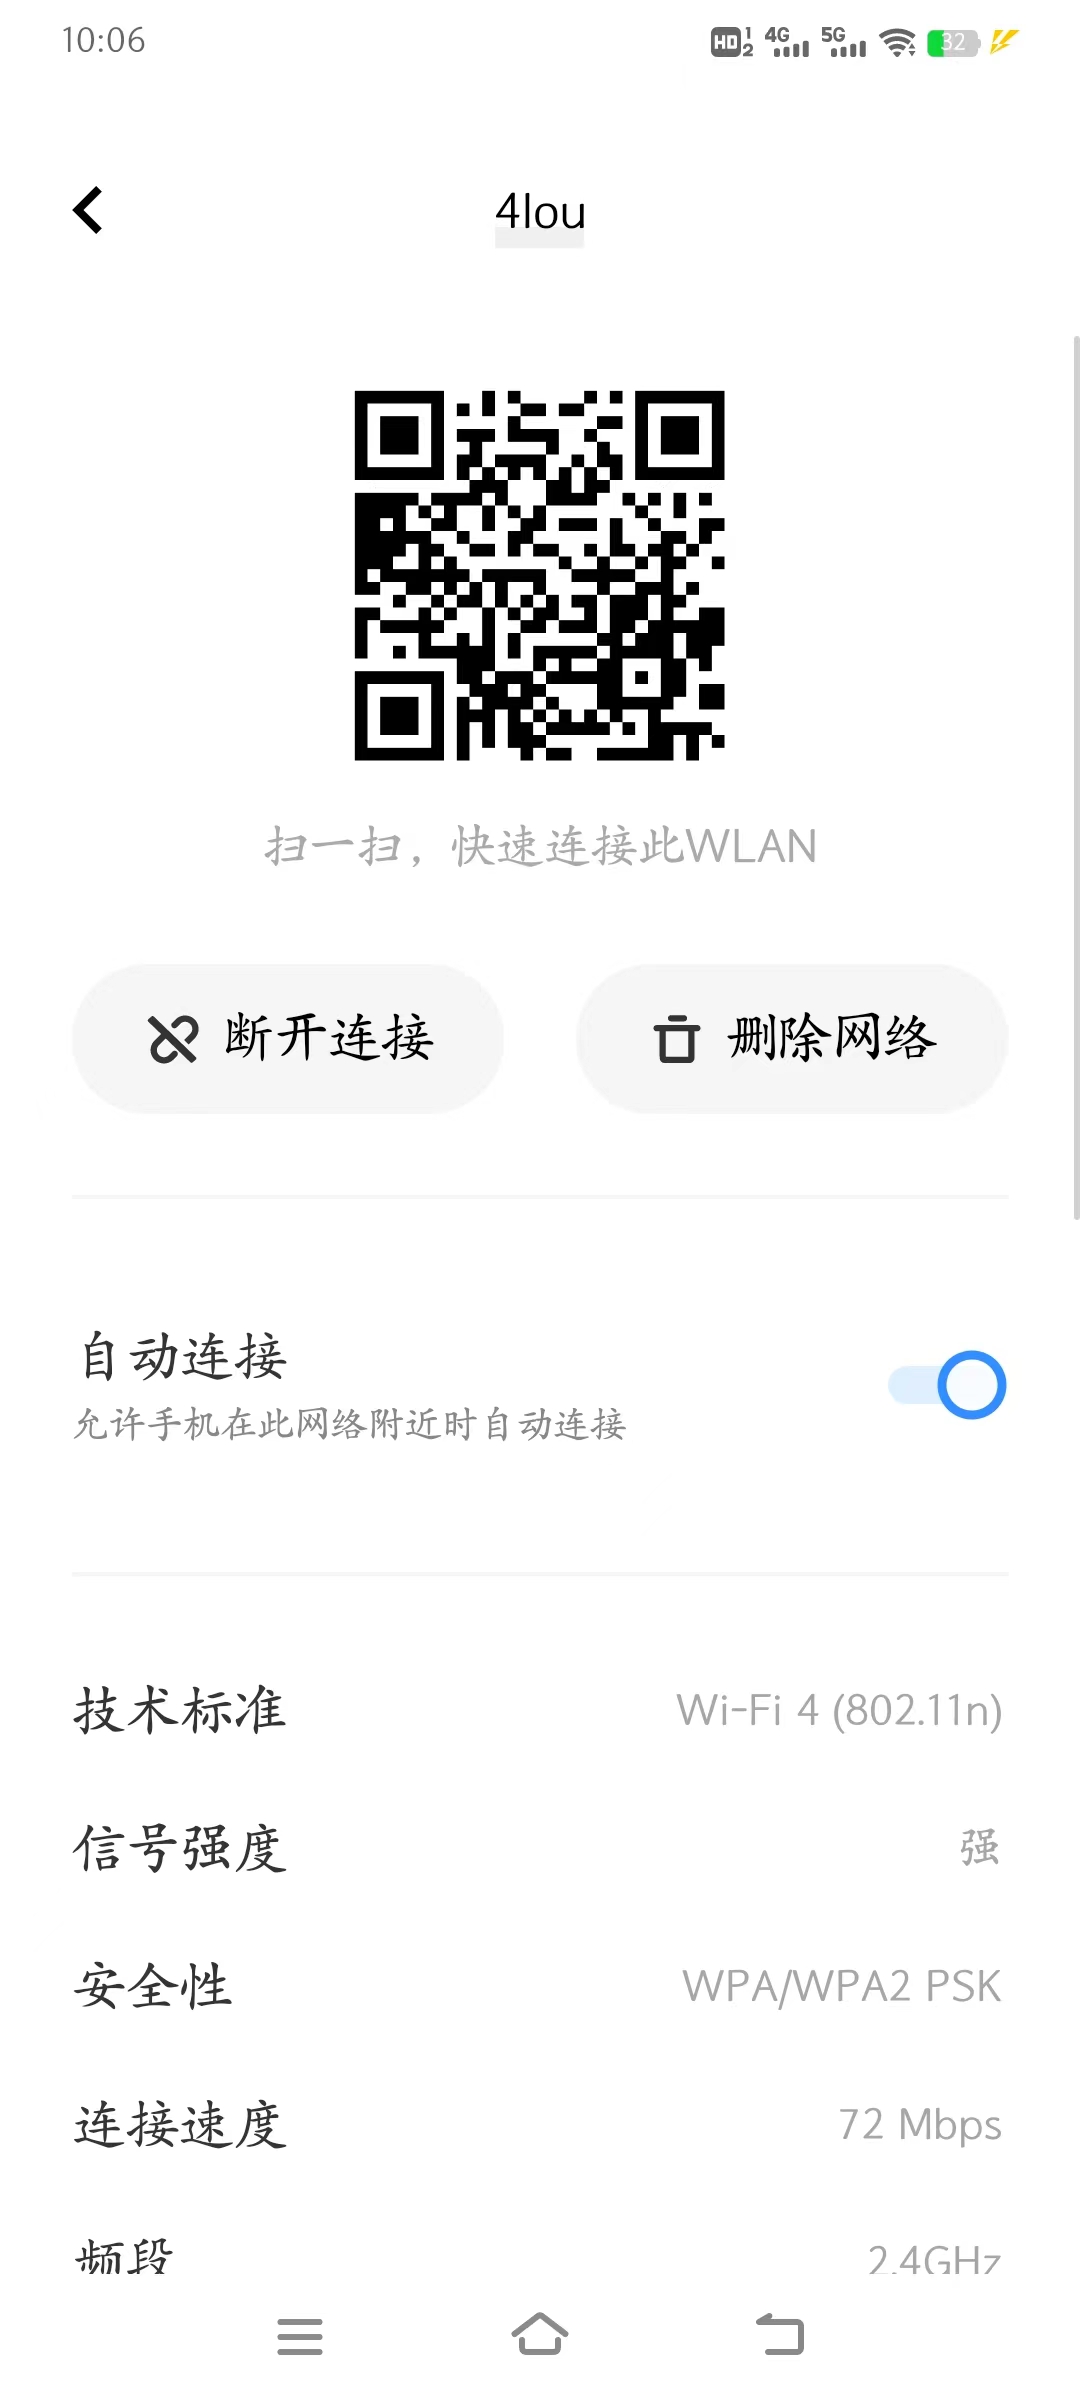 10:06
HD 1 2 4G 5G 32
4lou
扫一扫，快速连接此WLAN
断开连接 删除网络
自动连接
允许手机在此网络附近时自动连接
技术标准 Wi-Fi 4 (802.11n)
信号强度 强
安全性 WPA/WPA2 PSK
连接速度 72 Mbps
频段 2.4GHz